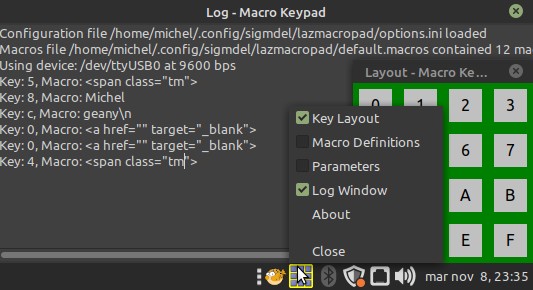 Log - Macro Keypad
Configuration file /home/michel/.config/sigmdel/lazmacropad/options.ini loaded
Macros file /home/michel/.config/sigmdel/lazmacropad/default.macros contained 12 ma
Using device: /dev/ttyUSB0 at 9600 bps
Key: 5, Macro: <span class="tm">
Key: 8, Macro: Michel
Key: c, Macro: geany\n
Key: 0, Macro: <a href="" target="_blank">
Key: 0, Macro: <a href="" target="_blank">
Key: 4, Macro: <span class="tm">
Layout - Macro Ke...
0 1 2 3
6 7
A B
E F
Key Layout
Macro Definitions
Parameters
Log Window
About
Close
mar nov 8, 23:35